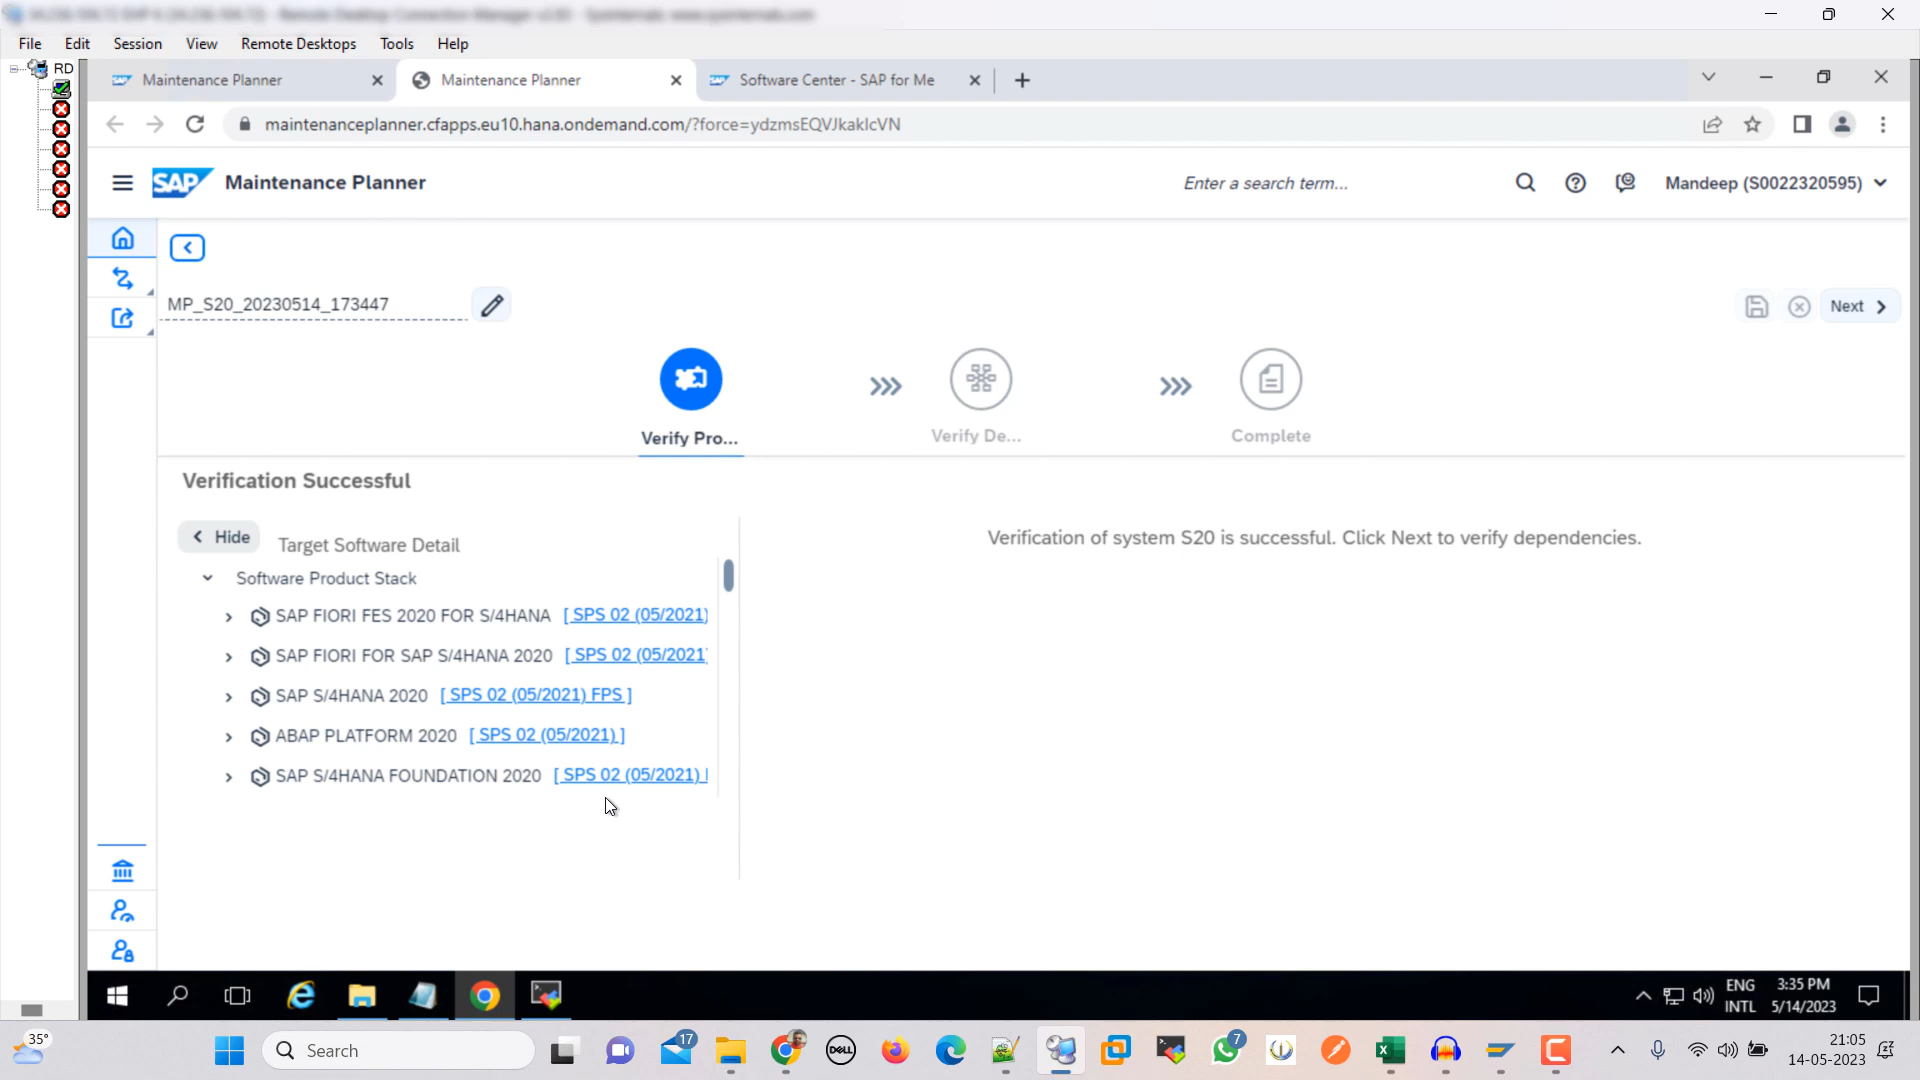 File Edit Session View Remote Desktops Tools Help
RD
Maintenance Planner
Maintenance Planner
Software Center - SAP for Me
maintenanceplanner.cfapps.eu10.hana.ondemand.com/?force=ydzmsEQVJkaklcVN
SAP Maintenance Planner
Enter a search term...
Mandeep (S0022320595)
MP_S20_20230514_173447
Next
Verify Pro...
Verify De...
Complete
Verification Successful
Hide
Target Software Detail
Verification of system S20 is successful. Click Next to verify dependencies.
Software Product Stack
SAP FIORI FES 2020 FOR S/4HANA [ SPS 02 (05/2021)
SAP FIORI FOR SAP S/4HANA 2020 [ SPS 02 (05/2021)
SAP S/4HANA 2020 [ SPS 02 (05/2021) FPS ]
ABAP PLATFORM 2020 [ SPS 02 (05/2021) ]
SAP S/4HANA FOUNDATION 2020 [ SPS 02 (05/2021)
ENG
INTL
3:35 PM
5/14/2023
35°
Search
17
DELL
7
21:05
14-05-2023